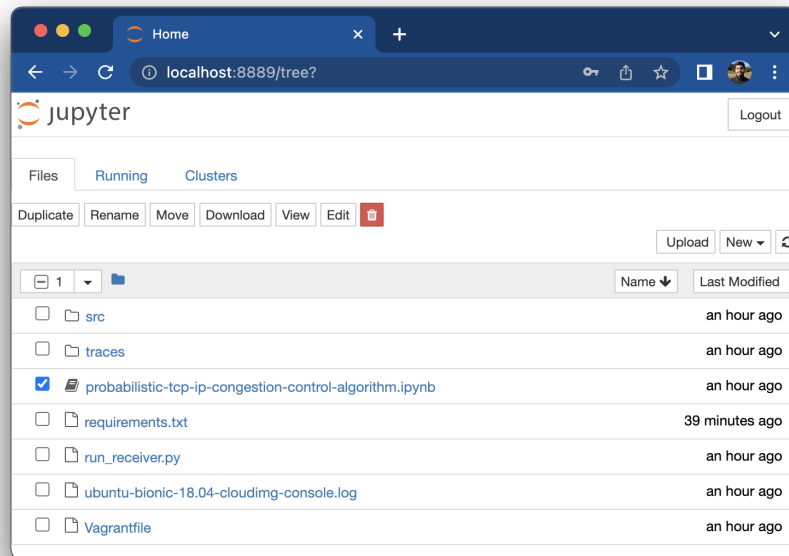 Home
localhost:8889/tree?
jupyter
Logout
Files Running Clusters
Duplicate Rename Move Download View Edit
Upload New
1 Name Last Modified
src an hour ago
traces an hour ago
probabilistic-tcp-ip-congestion-control-algorithm.ipynb an hour ago
requirements.txt 39 minutes ago
run_receiver.py an hour ago
ubuntu-bionic-18.04-cloudimg-console.log an hour ago
Vagrantfile an hour ago